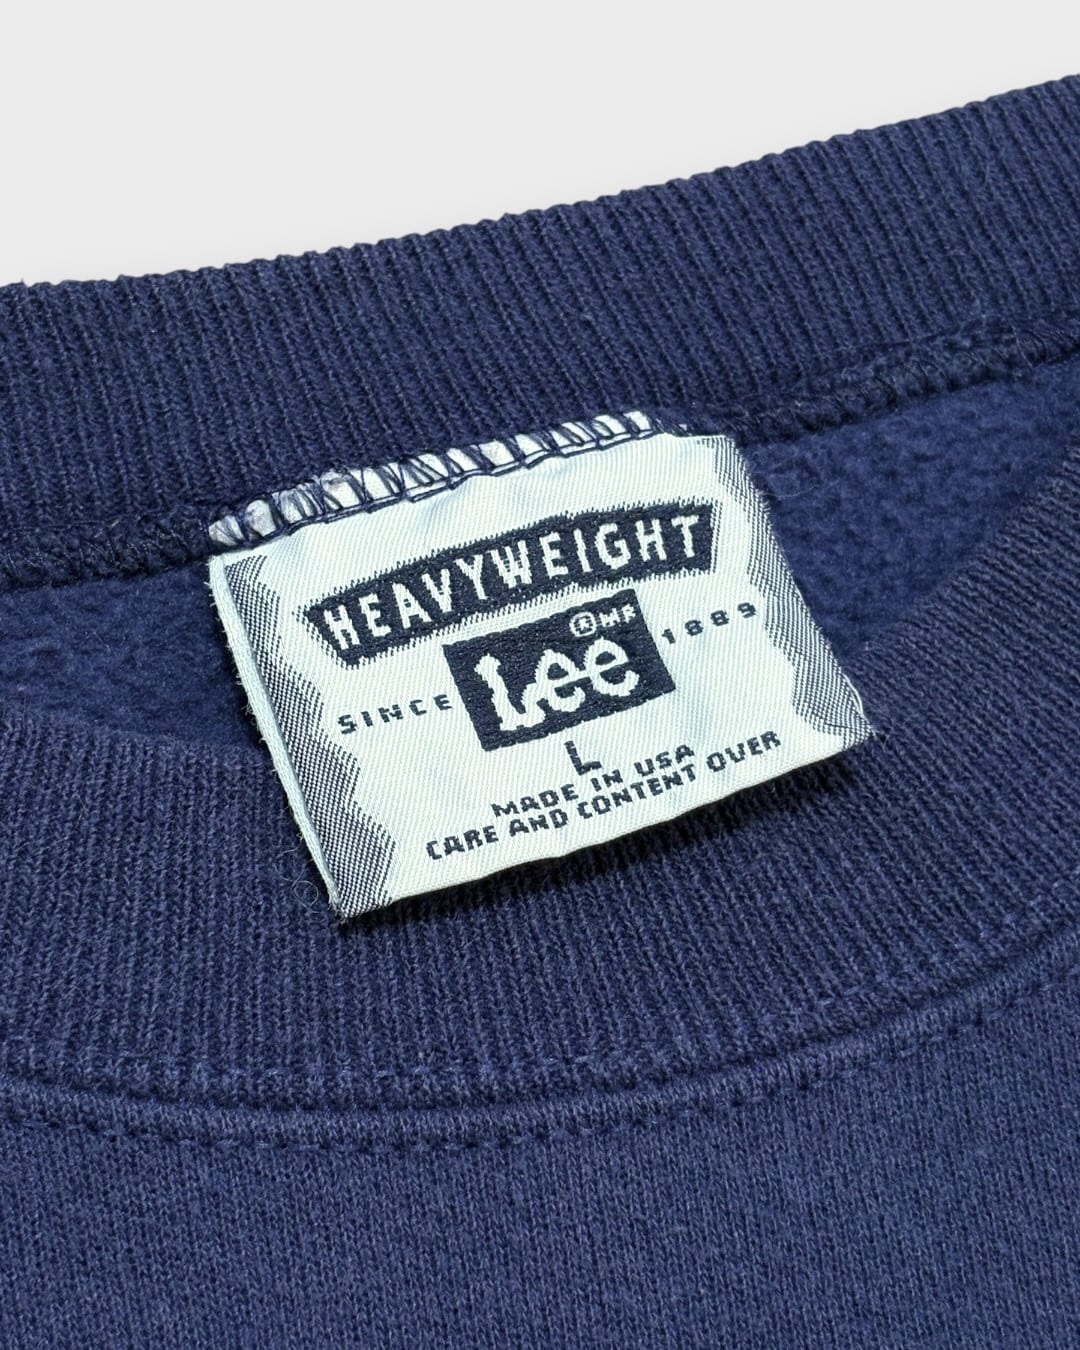 HEAVYWEIGHT
® MR
SINCE Lee 1889
L
MADE IN USA
CARE AND CONTENT OVER